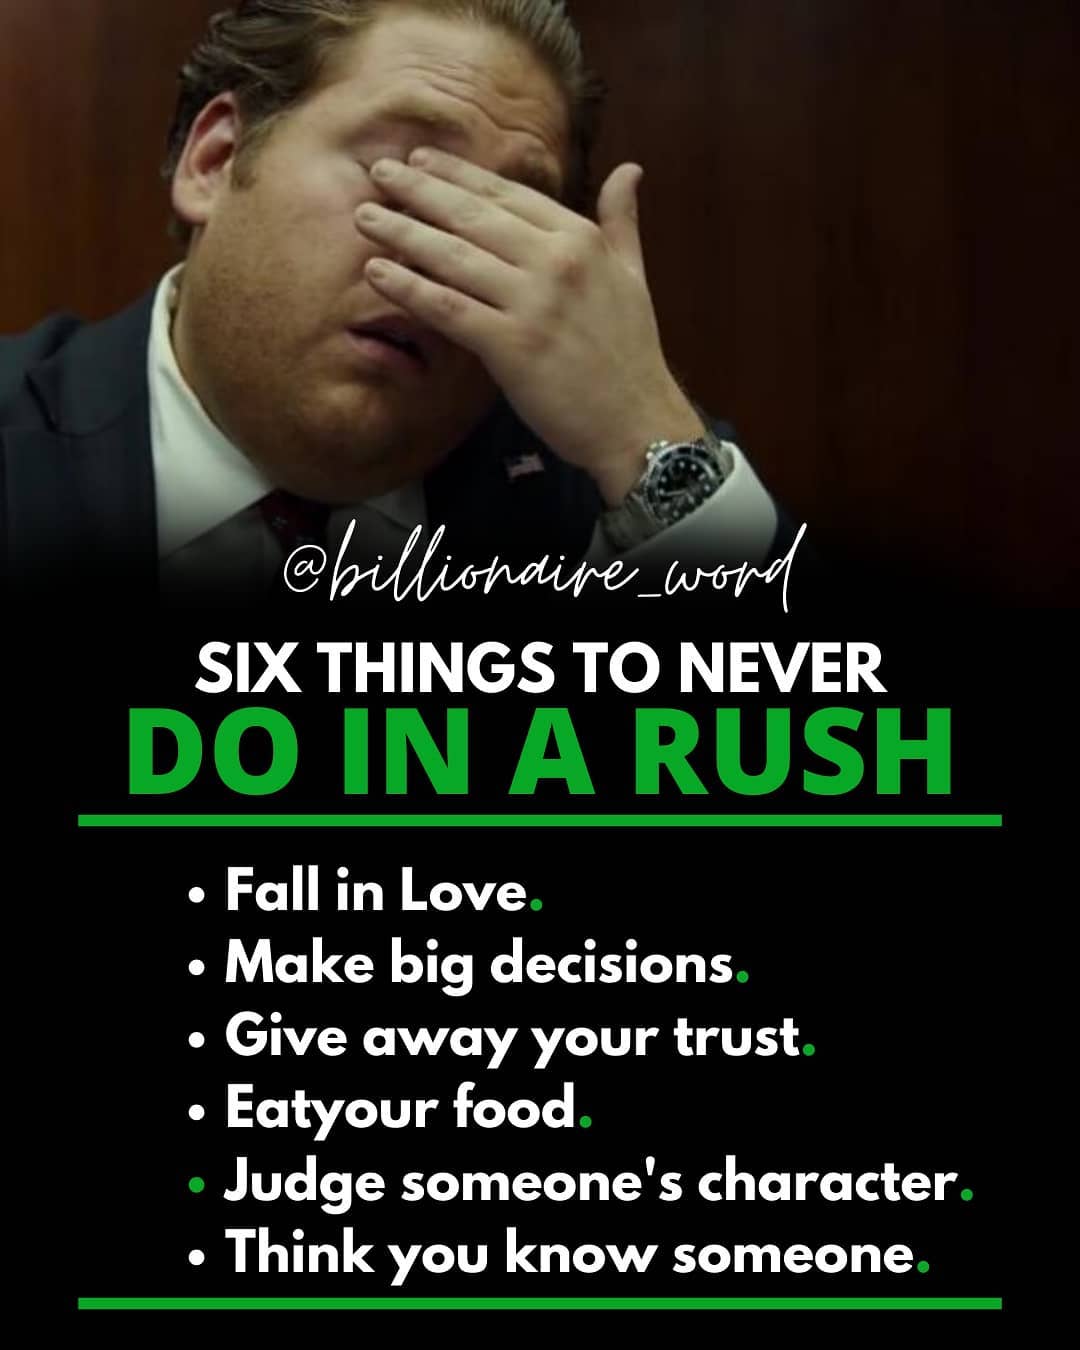 @billionaire_word
SIX THINGS TO NEVER
DO IN A RUSH
• Fall in Love.
• Make big decisions.
• Give away your trust.
• Eatyour food.
• Judge someone's character.
• Think you know someone.